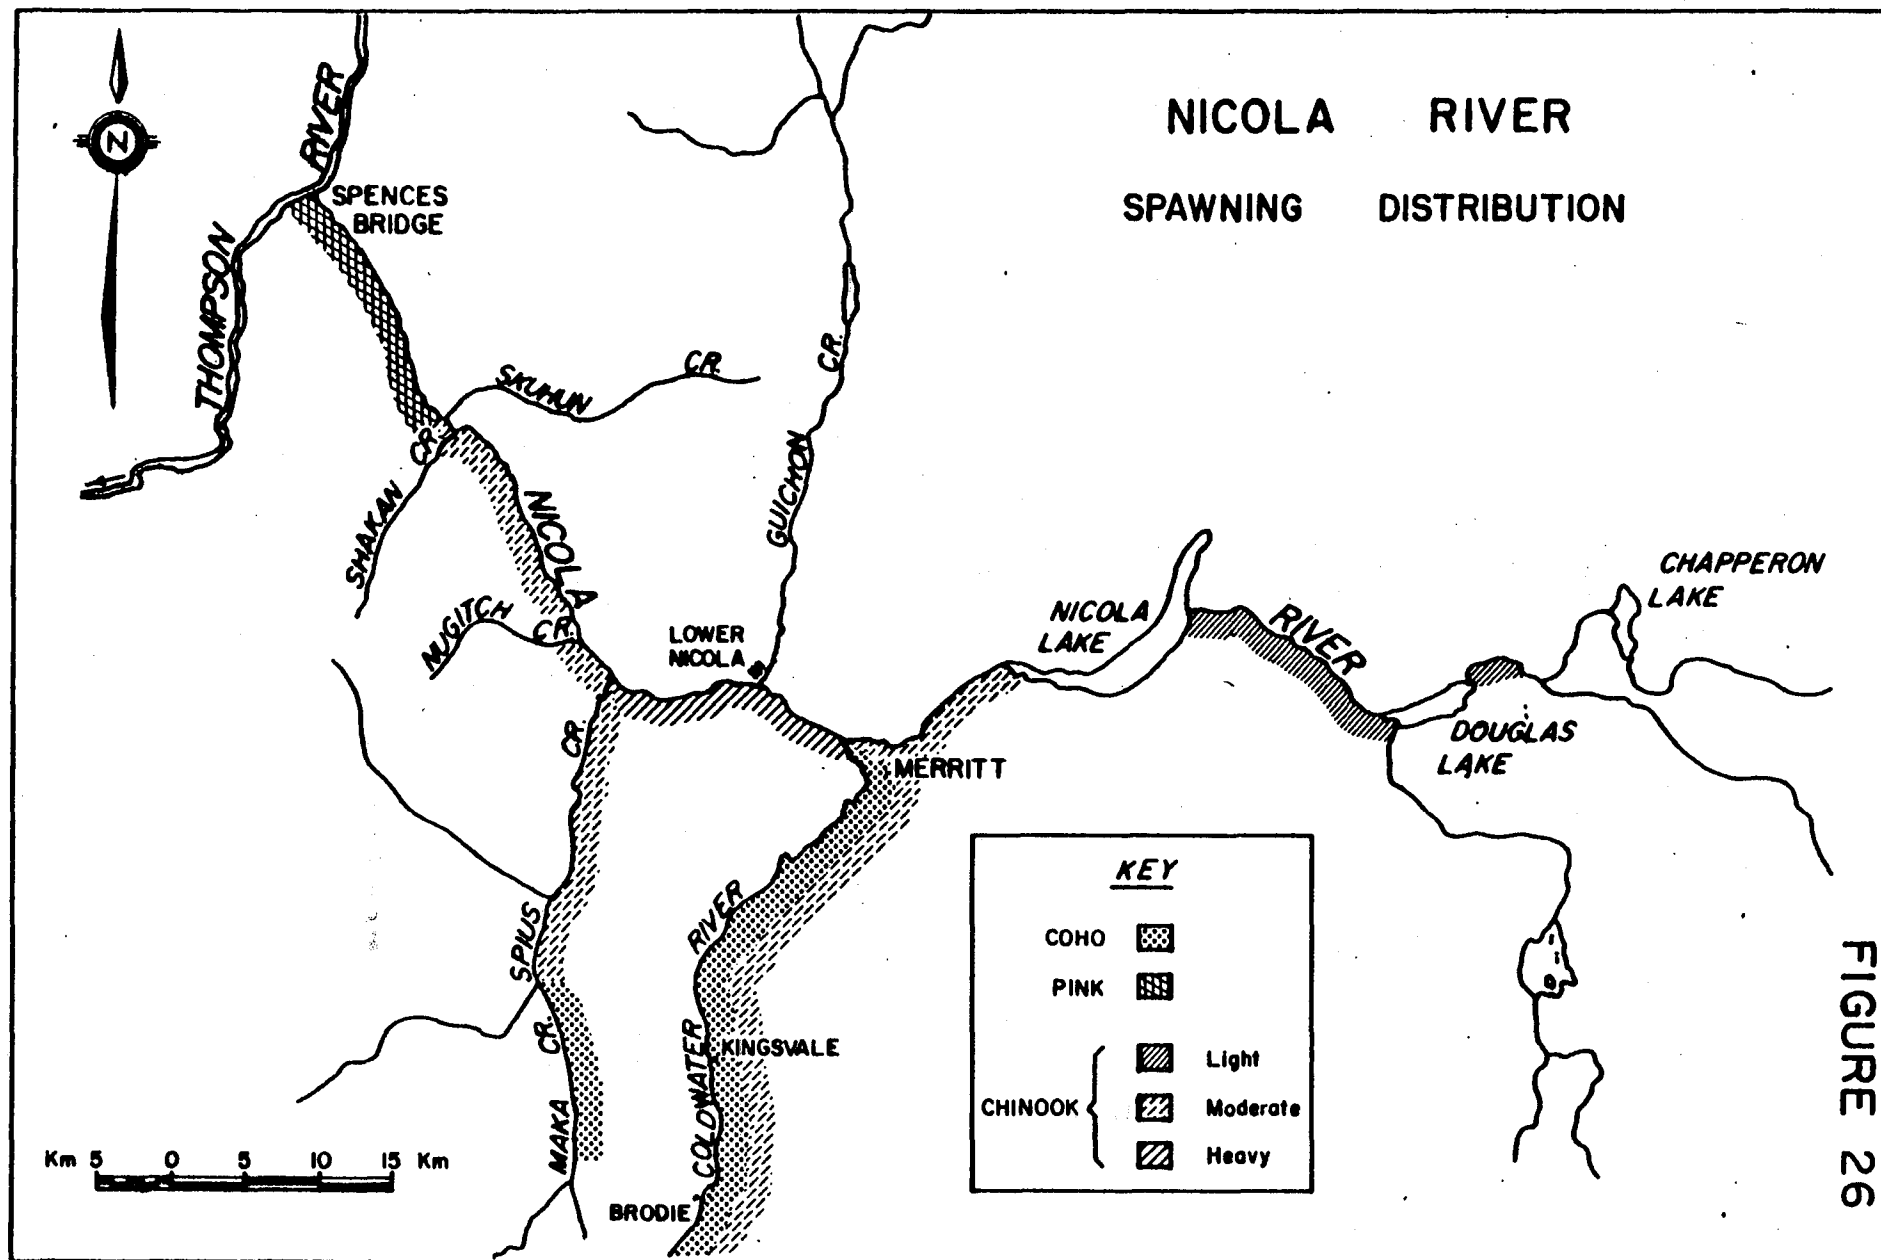 NICOLA RIVER
SPAWNING DISTRIBUTION
N
THOMPSON RIVER
SPENCES
BRIDGE
SKUHUN CR.
SHAKAN CR.
NICOLA RIVER
NUGITCH CR.
GUICHON CR.
LOWER
NICOLA
NICOLA
LAKE
CHAPPERON
LAKE
DOUGLAS
LAKE
MERRITT
SPIUS CR.
MAKA CR.
COLDWATER RIVER
KINGSVALE
BRODIE
KEY
COHO
PINK
CHINOOK
Light
Moderate
Heavy
Km 5 0 5 10 15 Km
FIGURE 26